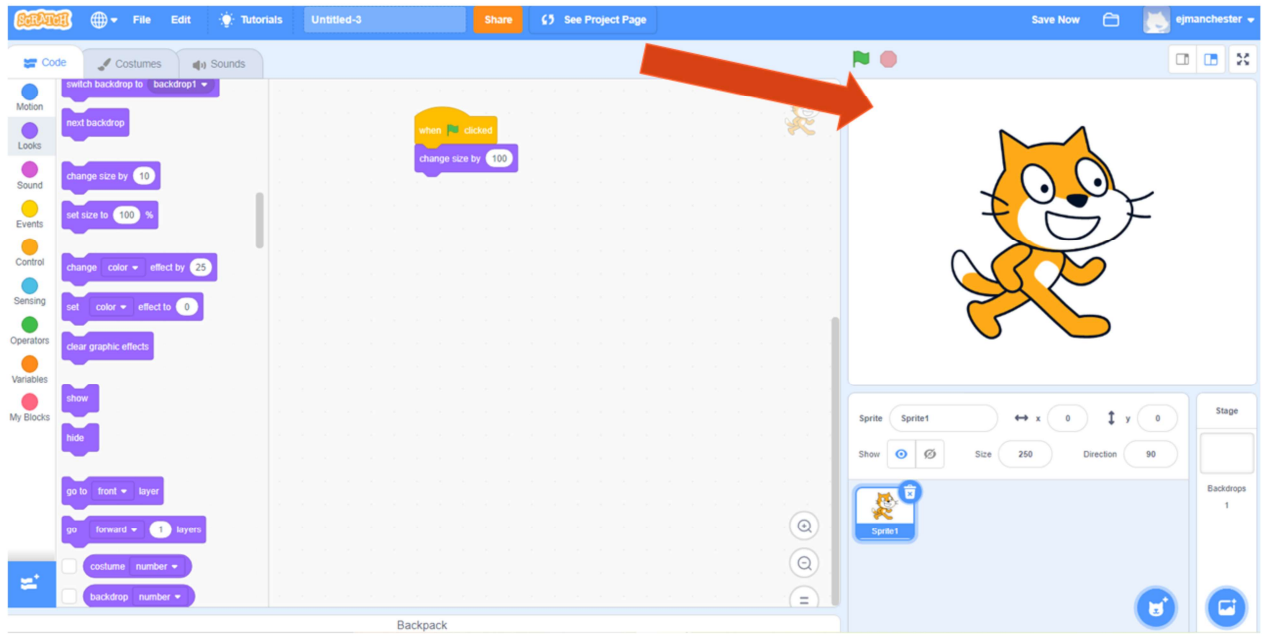 SCRATCH File Edit Tutorials Untitled-3 Share See Project Page Save Now ejmanchester
Code Costumes Sounds
Motion
Looks
Sound
Events
Control
Sensing
Operators
Variables
My Blocks
switch backdrop to backdrop1
next backdrop
change size by 10
set size to 100 %
change color effect by 25
set color effect to 0
clear graphic effects
show
hide
go to front layer
go forward 1 layers
costume number
backdrop number
when clicked
change size by 100
Sprite Sprite1 x 0 y 0
Show Size 250 Direction 90
Sprite1
Stage
Backdrops
1
Backpack